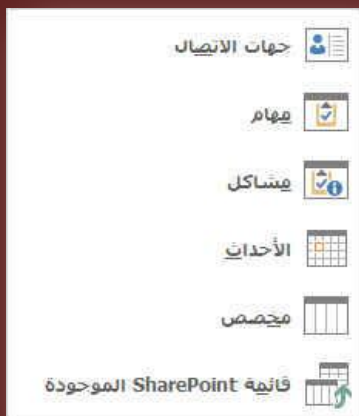 جهات الاتصال
مهام
مشاكل
الأحداث
مخصص
قائمة SharePoint الموجودة